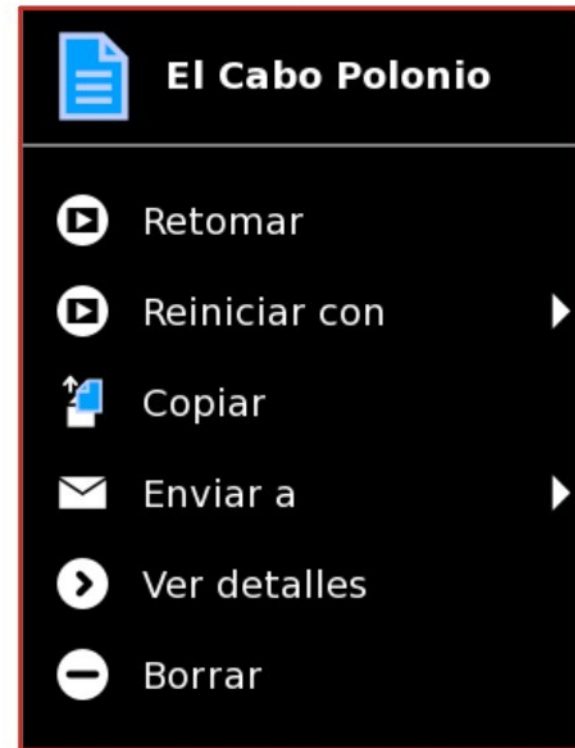 El Cabo Polonio
Retomar
Reiniciar con
Copiar
Enviar a
Ver detalles
Borrar